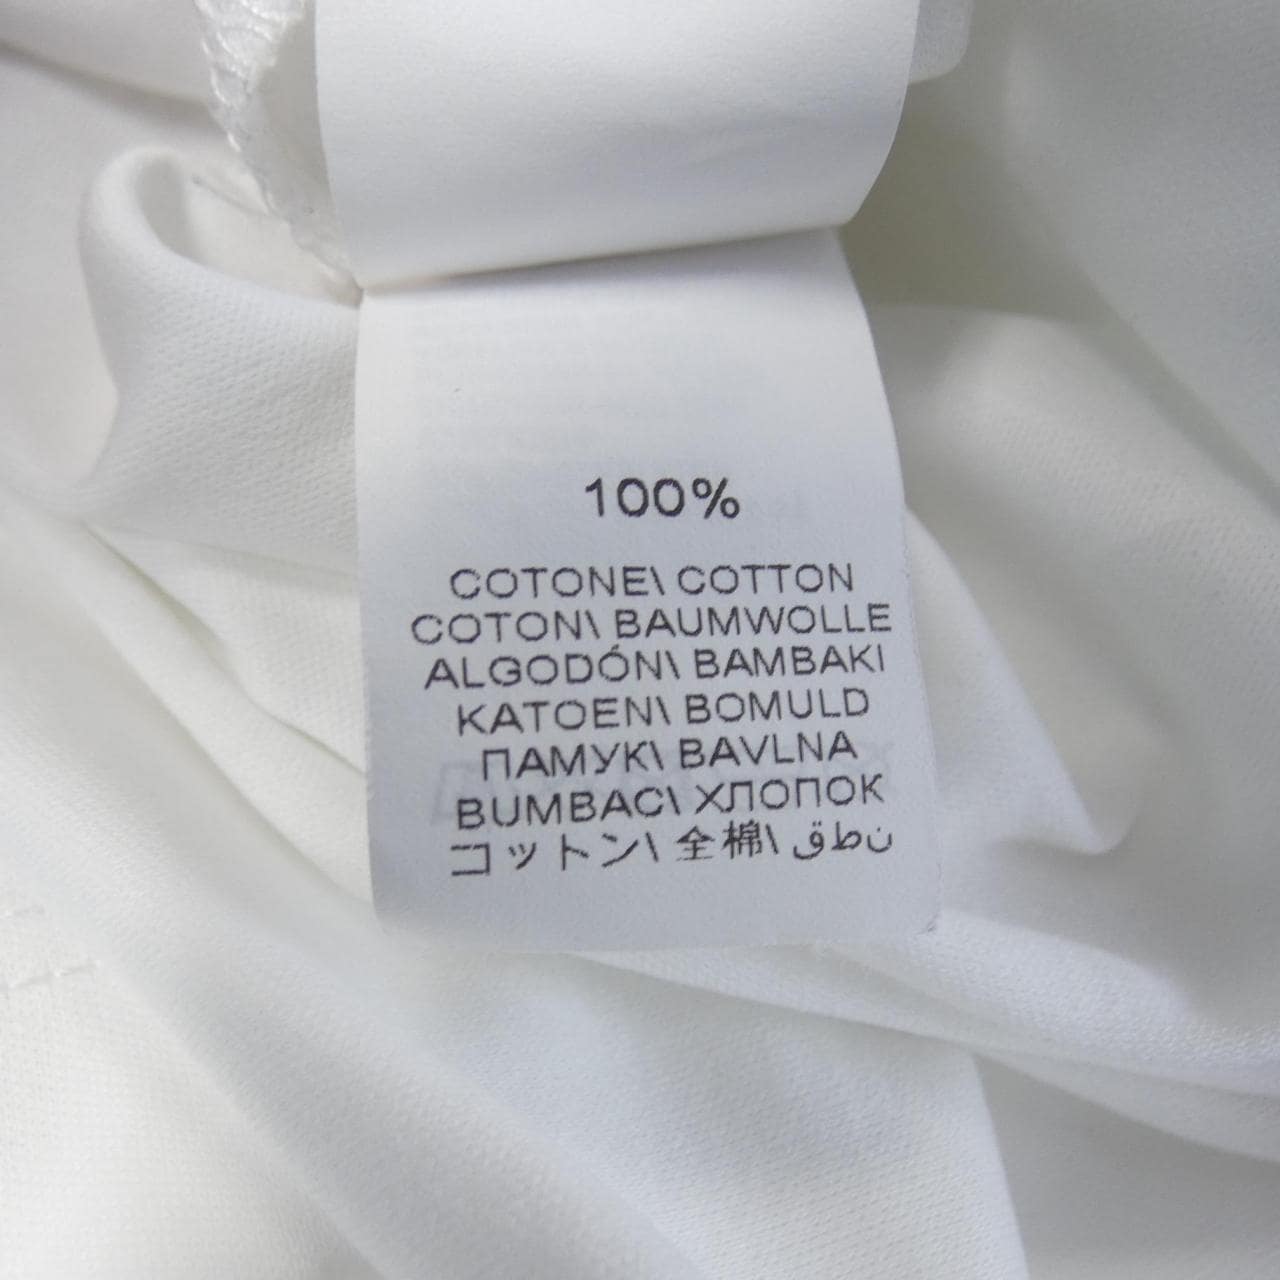 100%
COTONE\ COTTON
COTON\ BAUMWOLLE
ALGODÓN\ BAMBAKI
KATOEN\ BOMULD
ПАМУК\ BAVLNA
BUMBAC\ ХЛОПОК
コットン\ 全棉\ نطق